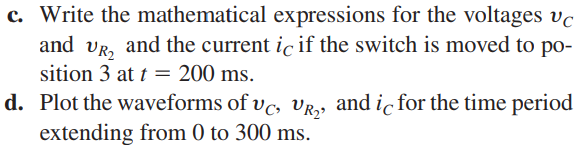 c. Write the mathematical expressions for the voltages v_C
and v_{R_2} and the current i_C if the switch is moved to po-
sition 3 at t = 200 ms.
d. Plot the waveforms of v_C, v_{R_2}, and i_C for the time period
extending from 0 to 300 ms.